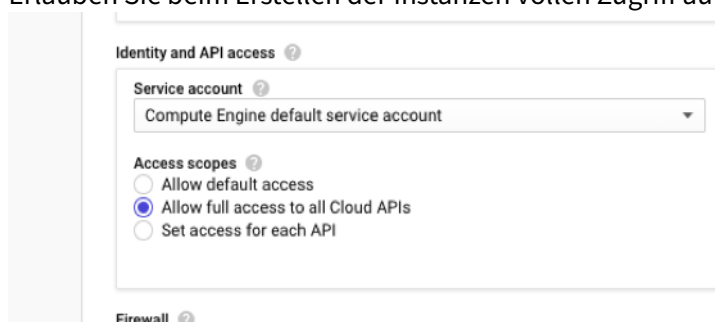 Erlauben Sie beim Erstellen der Instanzen vollen Zugriff au
Identity and API access
Service account
Compute Engine default service account
Access scopes
Allow default access
Allow full access to all Cloud APIs
Set access for each API
Firewall